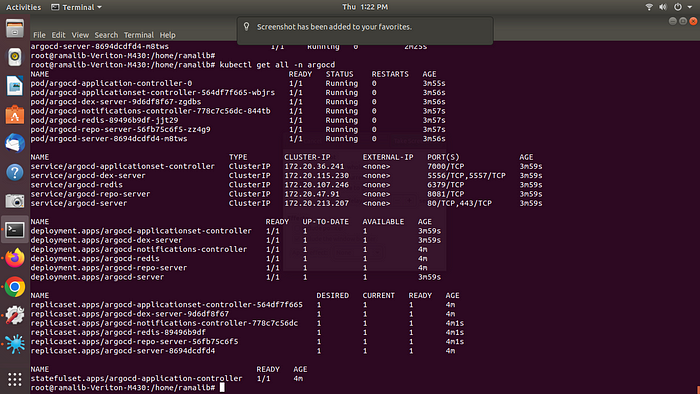 Activities Terminal Thu 1:22 PM
Screenshot has been added to your favorites.
File Edit View Search Terminal Help
argocd-server-8694dcdfd4-m8tws 1/1 Running 0 2m25s
root@ramalib-Veriton-M430:/home/ramalib# kubectl get all -n argocd
NAME READY STATUS RESTARTS AGE
pod/argocd-application-controller-0 1/1 Running 0 3m55s
pod/argocd-applicationset-controller-564df7f665-wbjrs 1/1 Running 0 3m56s
pod/argocd-dex-server-9d6df8f67-zgdbs 1/1 Running 0 3m56s
pod/argocd-notifications-controller-778c7c56dc-844tb 1/1 Running 0 3m57s
pod/argocd-redis-89496b9df-jjt29 1/1 Running 0 3m57s
pod/argocd-repo-server-56fb75c6f5-zz4g9 1/1 Running 0 3m57s
pod/argocd-server-8694dcdfd4-m8tws 1/1 Running 0 3m56s
NAME TYPE CLUSTER-IP EXTERNAL-IP PORT(S) AGE
service/argocd-applicationset-controller ClusterIP 172.20.36.241 <none> 7000/TCP 3m59s
service/argocd-dex-server ClusterIP 172.20.115.230 <none> 5556/TCP,5557/TCP 3m59s
service/argocd-redis ClusterIP 172.20.107.246 <none> 6379/TCP 3m59s
service/argocd-repo-server ClusterIP 172.20.47.91 <none> 8081/TCP 3m59s
service/argocd-server ClusterIP 172.20.213.207 <none> 80/TCP,443/TCP 3m59s
NAME READY UP-TO-DATE AVAILABLE AGE
deployment.apps/argocd-applicationset-controller 1/1 1 1 3m59s
deployment.apps/argocd-dex-server 1/1 1 1 3m59s
deployment.apps/argocd-notifications-controller 1/1 1 1 4m
deployment.apps/argocd-redis 1/1 1 1 4m
deployment.apps/argocd-repo-server 1/1 1 1 4m
deployment.apps/argocd-server 1/1 1 1 3m59s
NAME DESIRED CURRENT READY AGE
replicaset.apps/argocd-applicationset-controller-564df7f665 1 1 1 4m
replicaset.apps/argocd-dex-server-9d6df8f67 1 1 1 4m
replicaset.apps/argocd-notifications-controller-778c7c56dc 1 1 1 4m1s
replicaset.apps/argocd-redis-89496b9df 1 1 1 4m1s
replicaset.apps/argocd-repo-server-56fb75c6f5 1 1 1 4m1s
replicaset.apps/argocd-server-8694dcdfd4 1 1 1 4m
NAME READY AGE
statefulset.apps/argocd-application-controller 1/1 4m
root@ramalib-Veriton-M430:/home/ramalib#